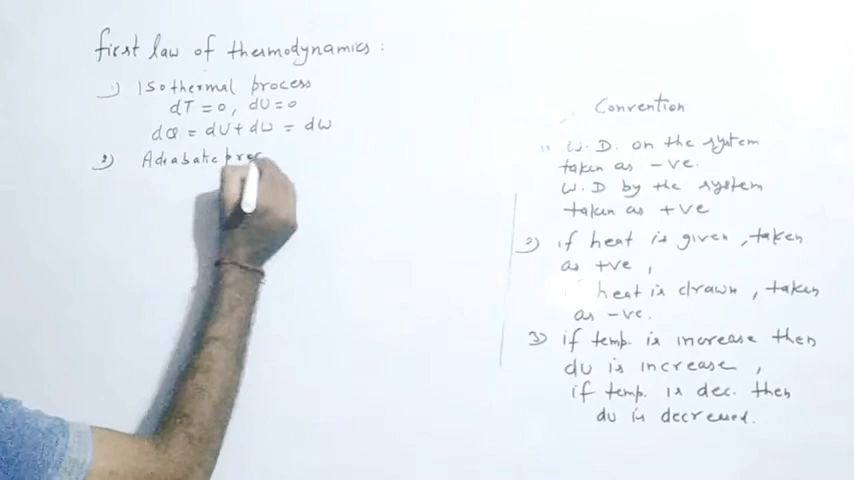 first law of thermodynamics :
1) Isothermal process
dT = 0, dU = 0
dQ = dU + dW = dW
2) Adiabatic proc
Convention
1) W.D. on the system
taken as -ve.
W.D by the system
taken as +ve
2) if heat is given, taken
as +ve,
heat is drawn, taken
as -ve.
3) if temp. is increase then
du is increase,
if temp. is dec. then
du is decreased.